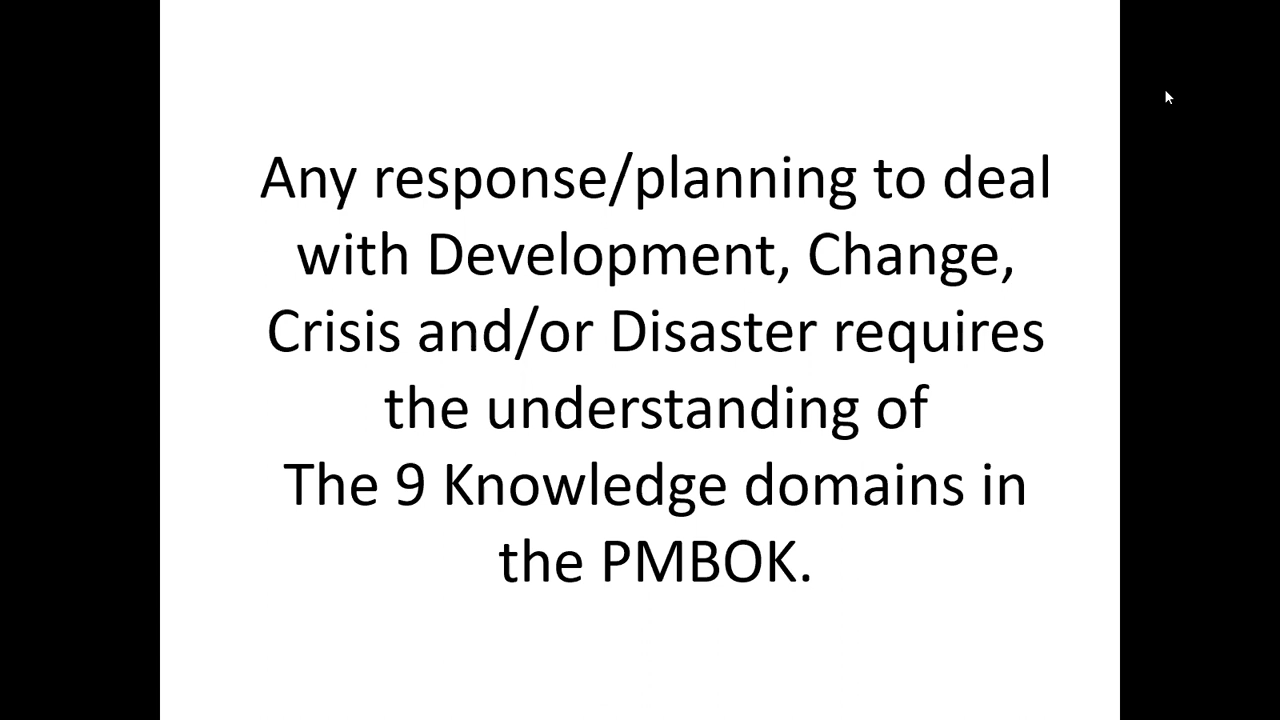 Any response/planning to deal
with Development, Change,
Crisis and/or Disaster requires
the understanding of
The 9 Knowledge domains in
the PMBOK.